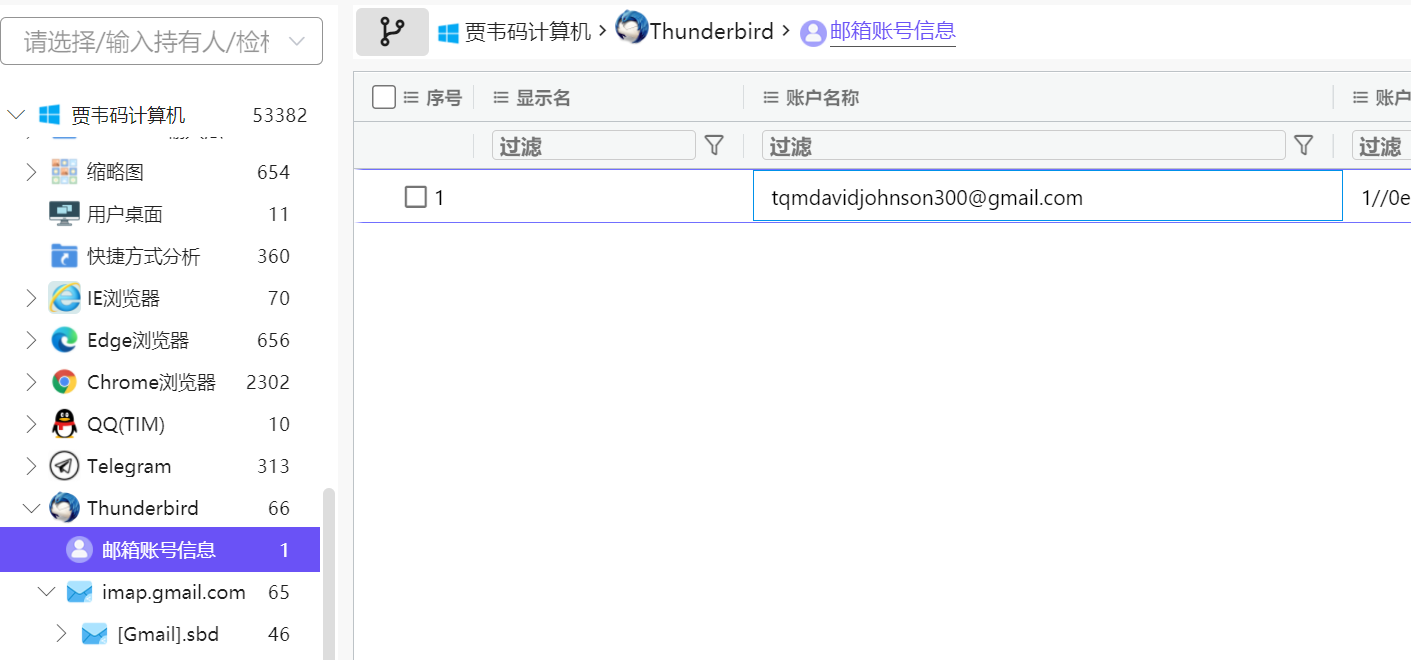 请选择/输入持有人/检
贾韦码计算机 53382
缩略图 654
用户桌面 11
快捷方式分析 360
IE浏览器 70
Edge浏览器 656
Chrome浏览器 2302
QQ(TIM) 10
Telegram 313
Thunderbird 66
邮箱账号信息 1
imap.gmail.com 65
[Gmail].sbd 46
贾韦码计算机 > Thunderbird > 邮箱账号信息
序号 显示名 账户名称 账户
过滤 过滤 过滤
1 tqmdavidjohnson300@gmail.com 1//0e